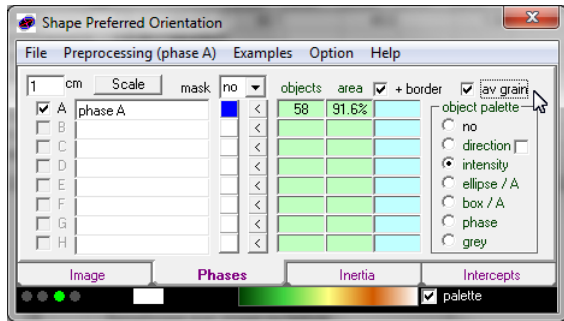 Shape Preferred Orientation
File Preprocessing (phase A) Examples Option Help
1 cm Scale mask no objects area + border av grain
A phase A < 58 91.6% object palette
B < no
C < direction
D < intensity
E < ellipse / A
F < box / A
G < phase
H < grey
Image Phases Inertia Intercepts
palette